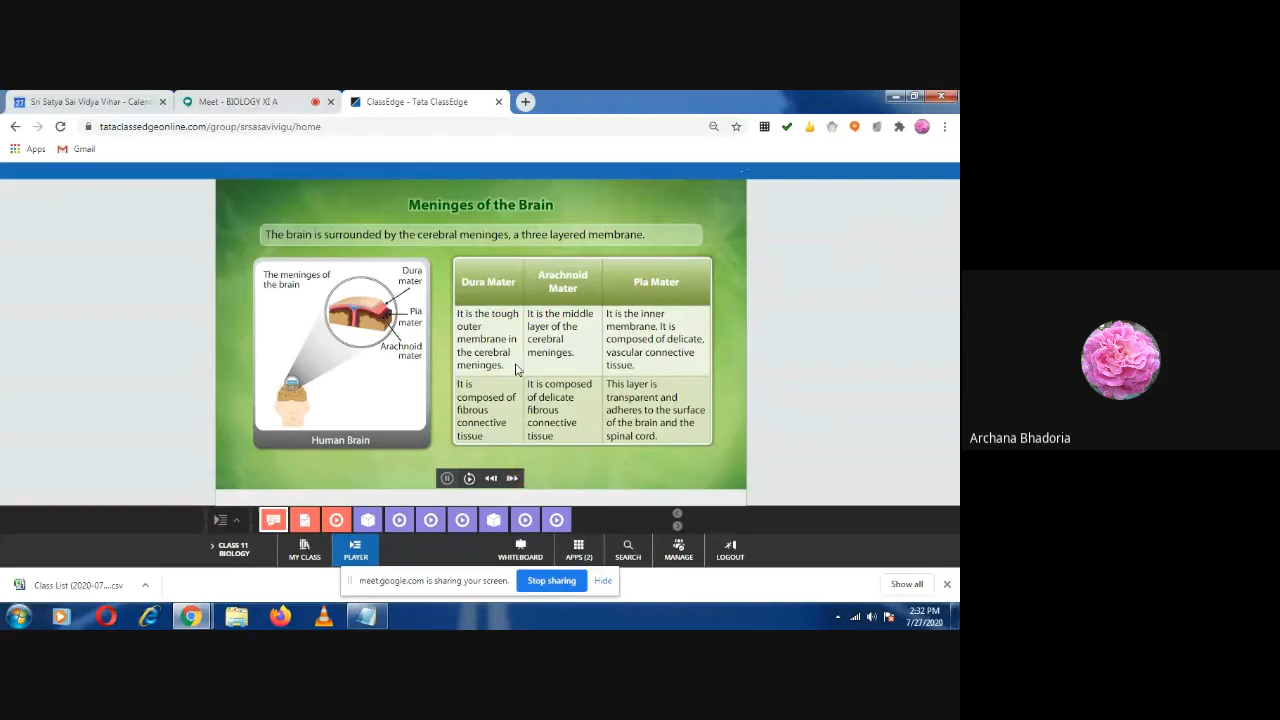 Sri Satya Sai Vidya Vihar - Calen
Meet - BIOLOGY XI A
ClassEdge - Tata ClassEdge
tataclassedgeonline.com/group/srsasavivigu/home
Apps
Gmail
Meninges of the Brain
The brain is surrounded by the cerebral meninges, a three layered membrane.
The meninges of
the brain
Dura
mater
Pia
mater
Arachnoid
mater
Human Brain
Dura Mater
Arachnoid
Mater
Pia Mater
It is the tough
outer
membrane in
the cerebral
meninges.
It is the middle
layer of the
cerebral
meninges.
It is the inner
membrane. It is
composed of delicate,
vascular connective
tissue.
It is
composed of
fibrous
connective
tissue
It is composed
of delicate
fibrous
connective
tissue
This layer is
transparent and
adheres to the surface
of the brain and the
spinal cord.
Archana Bhadoria
CLASS 11
BIOLOGY
MY CLASS
PLAYER
WHITEBOARD
APPS (2)
SEARCH
MANAGE
LOGOUT
Class List (2020-07....csv
meet.google.com is sharing your screen.
Stop sharing
Hide
Show all
2:32 PM
7/27/2020